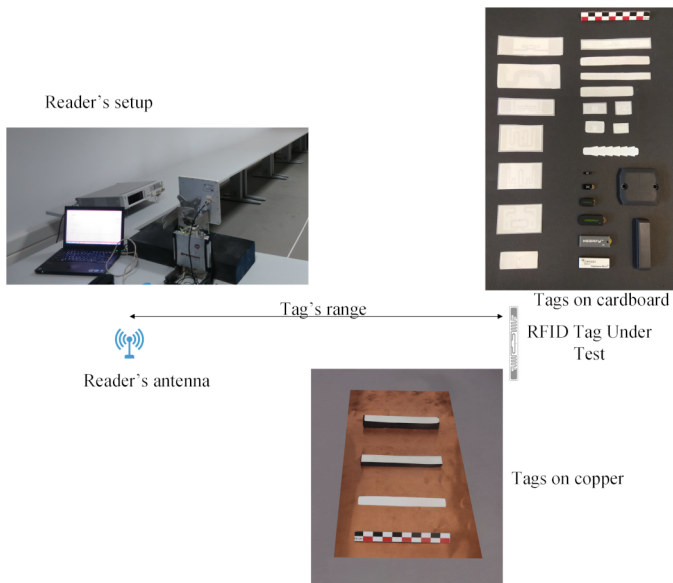 Reader's setup
Tags on cardboard
Tag's range
RFID Tag Under
Test
Reader's antenna
Tags on copper